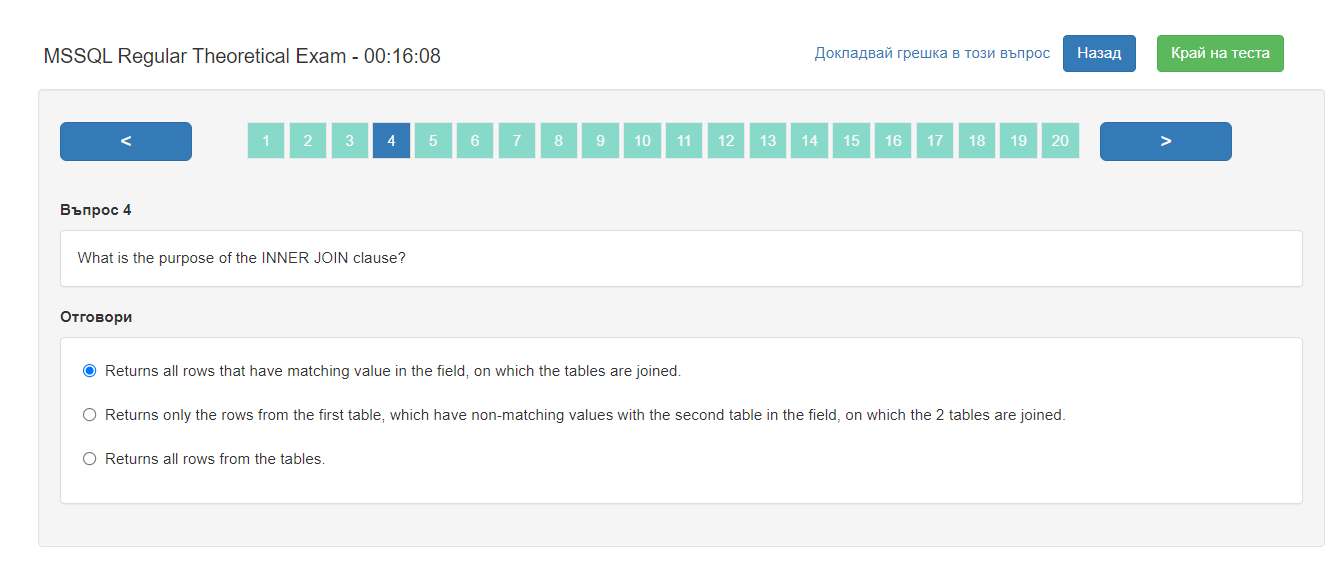 MSSQL Regular Theoretical Exam - 00:16:08
Докладвай грешка в този въпрос
Назад
Край на теста
<
1 2 3 4 5 6 7 8 9 10 11 12 13 14 15 16 17 18 19 20
>
Въпрос 4
What is the purpose of the INNER JOIN clause?
Отговори
Returns all rows that have matching value in the field, on which the tables are joined.
Returns only the rows from the first table, which have non-matching values with the second table in the field, on which the 2 tables are joined.
Returns all rows from the tables.